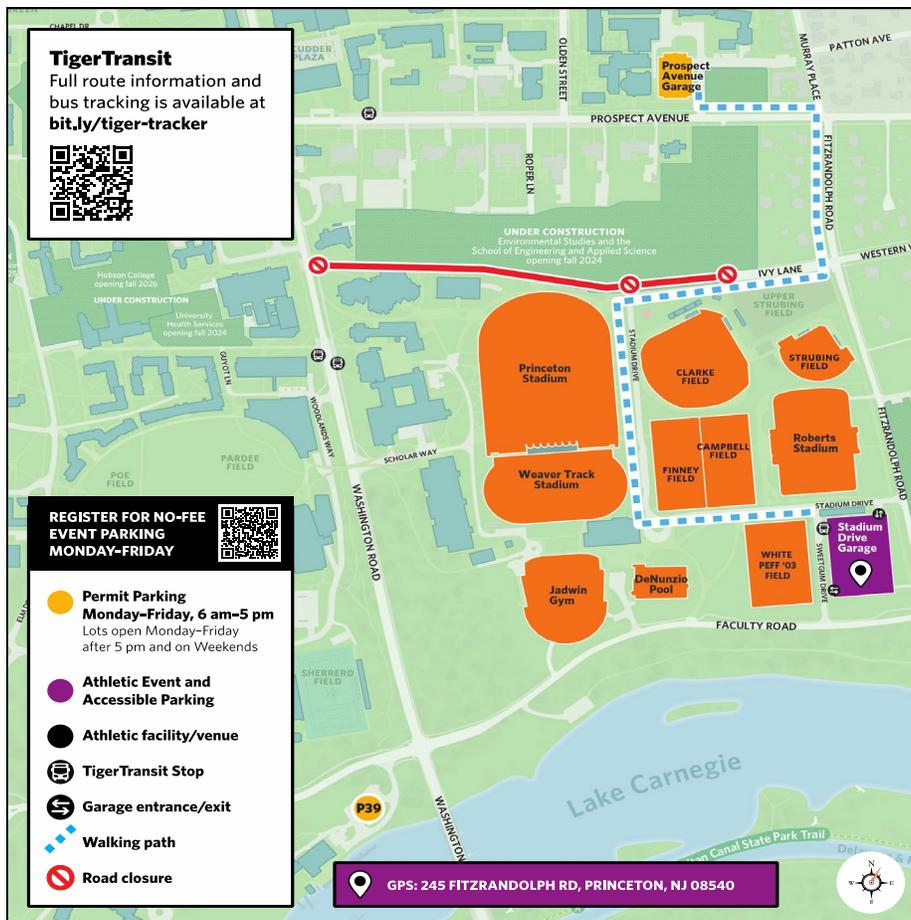 CHAPEL DR
CUDDER
PLAZA
TigerTransit
Full route information and
bus tracking is available at
bit.ly/tiger-tracker
OLDEN STREET
Prospect
Avenue
Garage
MURRAY PLACE
PATTON AVE
PROSPECT AVENUE
ROPER LN
FITZRANDOLPH ROAD
UNDER CONSTRUCTION
Environmental Studies and the
School of Engineering and Applied Science
opening fall 2024
IVY LANE
WESTERN
Hobson College
opening fall 2026
UNDER CONSTRUCTION
University
Health Services
opening fall 2024
UPPER
STRUBING
FIELD
GUYOT LN
Princeton
Stadium
STADIUM DRIVE
CLARKE
FIELD
STRUBING
FIELD
WOODLANDS WAY
SCHOLAR WAY
POE
FIELD
PARDEE
FIELD
Weaver Track
Stadium
FINNEY
FIELD
CAMPBELL
FIELD
Roberts
Stadium
FITZRANDOLPH ROAD
WASHINGTON ROAD
STADIUM DRIVE
REGISTER FOR NO-FEE
EVENT PARKING
MONDAY–FRIDAY
WHITE
PEFF '03
FIELD
SWEETGUM DRIVE
Stadium
Drive
Garage
Jadwin
Gym
DeNunzio
Pool
FACULTY ROAD
ELM D
Permit Parking
Monday–Friday, 6 am–5 pm
Lots open Monday–Friday
after 5 pm and on Weekends
SHERRERD
FIELD
Athletic Event and
Accessible Parking
Athletic facility/venue
TigerTransit Stop
Garage entrance/exit
Walking path
Road closure
Lake Carnegie
P39
WASHINGTON
an Canal State Park Trail
GPS: 245 FITZRANDOLPH RD, PRINCETON, NJ 08540
N
W
E
S